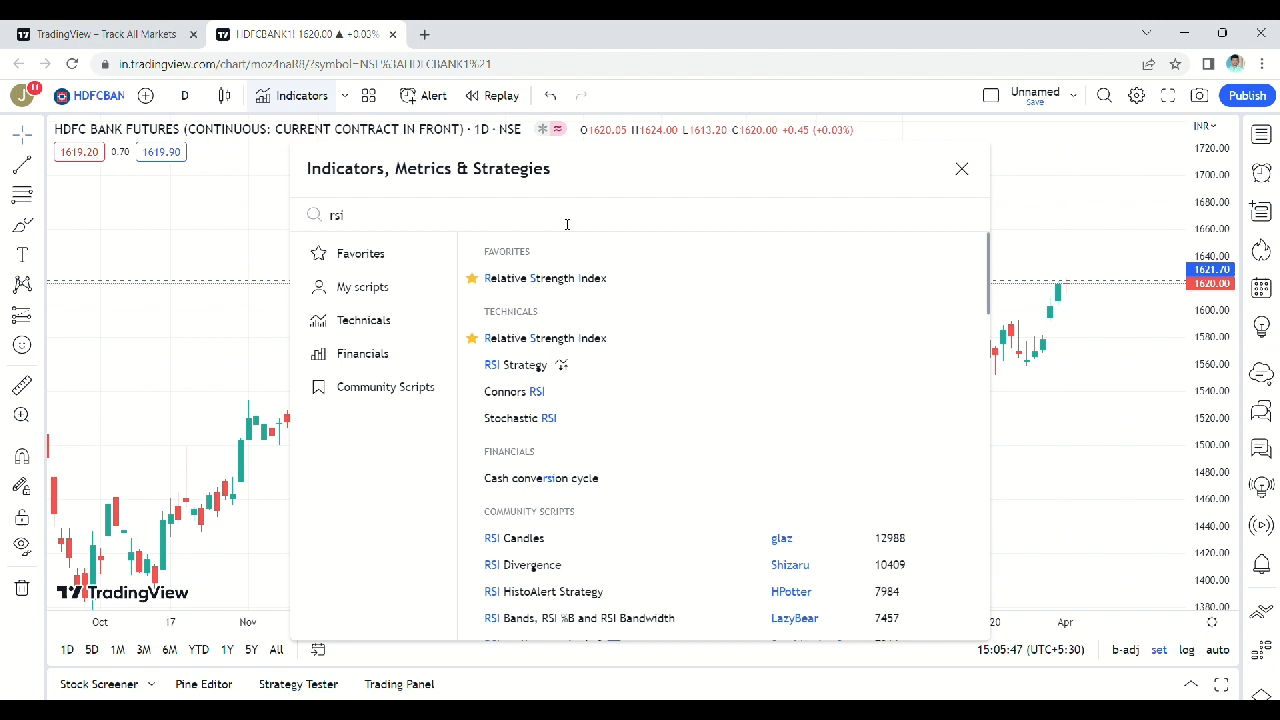 TradingView – Track All Markets
HDFCBANK1! 1620.00 ▲ +0.03%
in.tradingview.com/chart/moz4naR8/?symbol=NSE%3AHDFCBANK1%21
J 11 HDFCBAN D Indicators Alert Replay Unnamed Save Publish
HDFC BANK FUTURES (CONTINUOUS: CURRENT CONTRACT IN FRONT) · 1D · NSE O1620.05 H1624.00 L1613.20 C1620.00 +0.45 (+0.03%) INR
1619.20 0.70 1619.90
Indicators, Metrics & Strategies
rsi
Favorites
My scripts
Technicals
Financials
Community Scripts
FAVORITES
Relative Strength Index
TECHNICALS
Relative Strength Index
RSI Strategy
Connors RSI
Stochastic RSI
FINANCIALS
Cash conversion cycle
COMMUNITY SCRIPTS
RSI Candles glaz 12988
RSI Divergence Shizaru 10409
RSI HistoAlert Strategy HPotter 7984
RSI Bands, RSI %B and RSI Bandwidth LazyBear 7457
1720.00
1700.00
1680.00
1660.00
1640.00
1621.70
1620.00
1600.00
1580.00
1560.00
1540.00
1520.00
1500.00
1480.00
1460.00
1440.00
1420.00
1400.00
1380.00
TradingView
Oct 17 Nov 20 Apr
1D 5D 1M 3M 6M YTD 1Y 5Y All 15:05:47 (UTC+5:30) b-adj set log auto
Stock Screener Pine Editor Strategy Tester Trading Panel